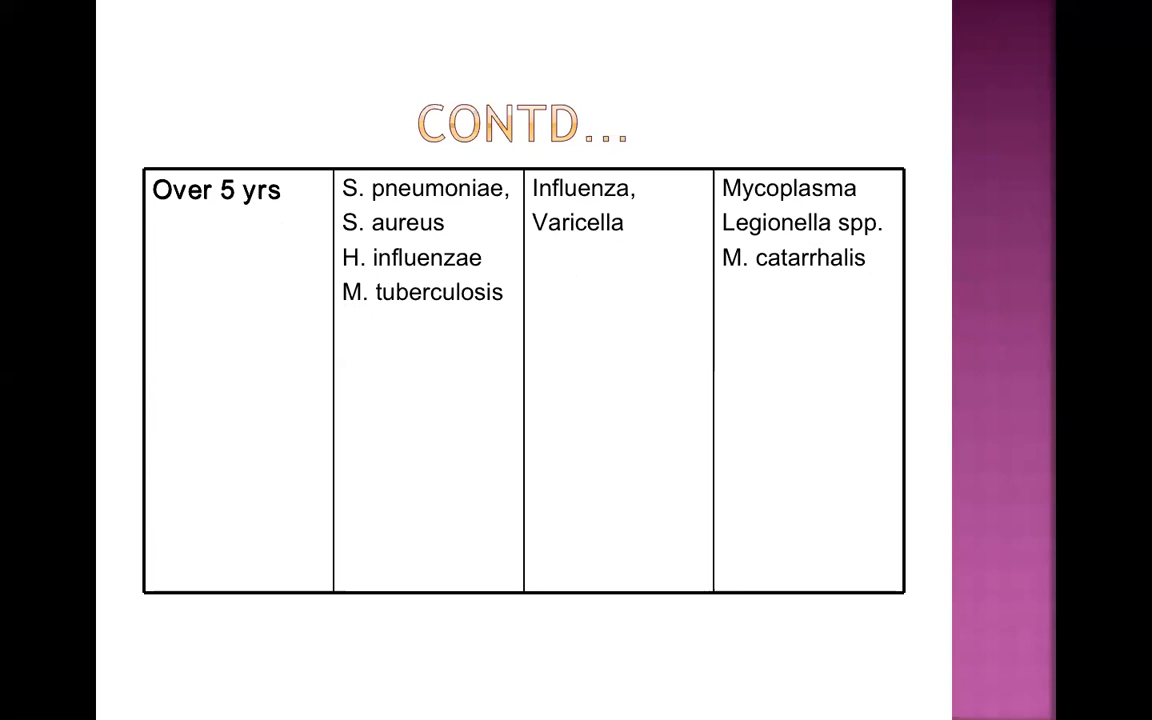 CONTD...
Over 5 yrs
S. pneumoniae,
S. aureus
H. influenzae
M. tuberculosis
Influenza,
Varicella
Mycoplasma
Legionella spp.
M. catarrhalis